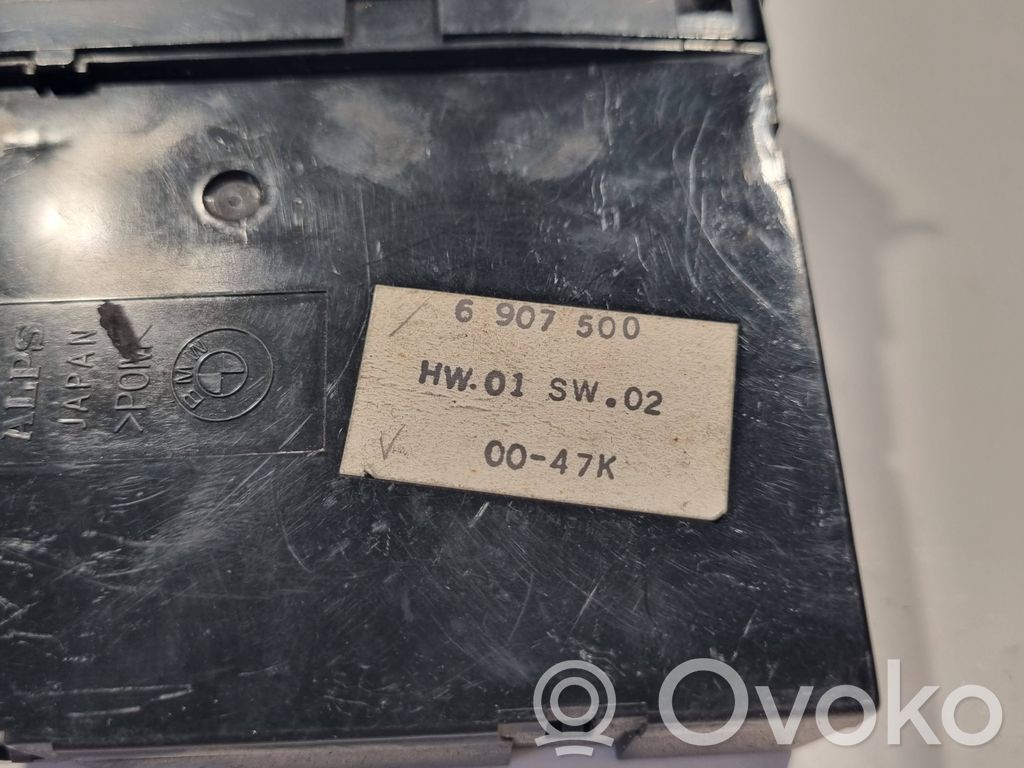 6 907 500
HW.01 SW.02
00-47K
ALPS
JAPAN
>POM<
BMW
Ovoko